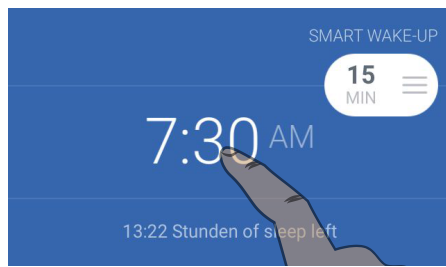 SMART WAKE-UP
15
MIN
7:30 AM
13:22 Stunden of sleep left